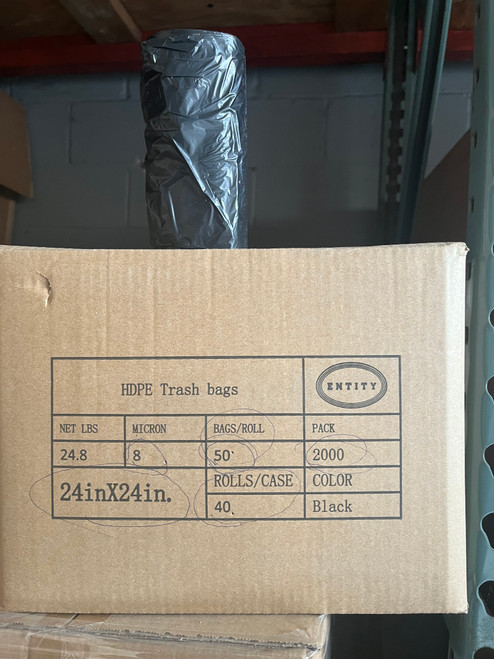 HDPE Trash bags
ENTITY
NET LBS MICRON BAGS/ROLL PACK
24.8 8 50 2000
24inX24in.
ROLLS/CASE COLOR
40 Black